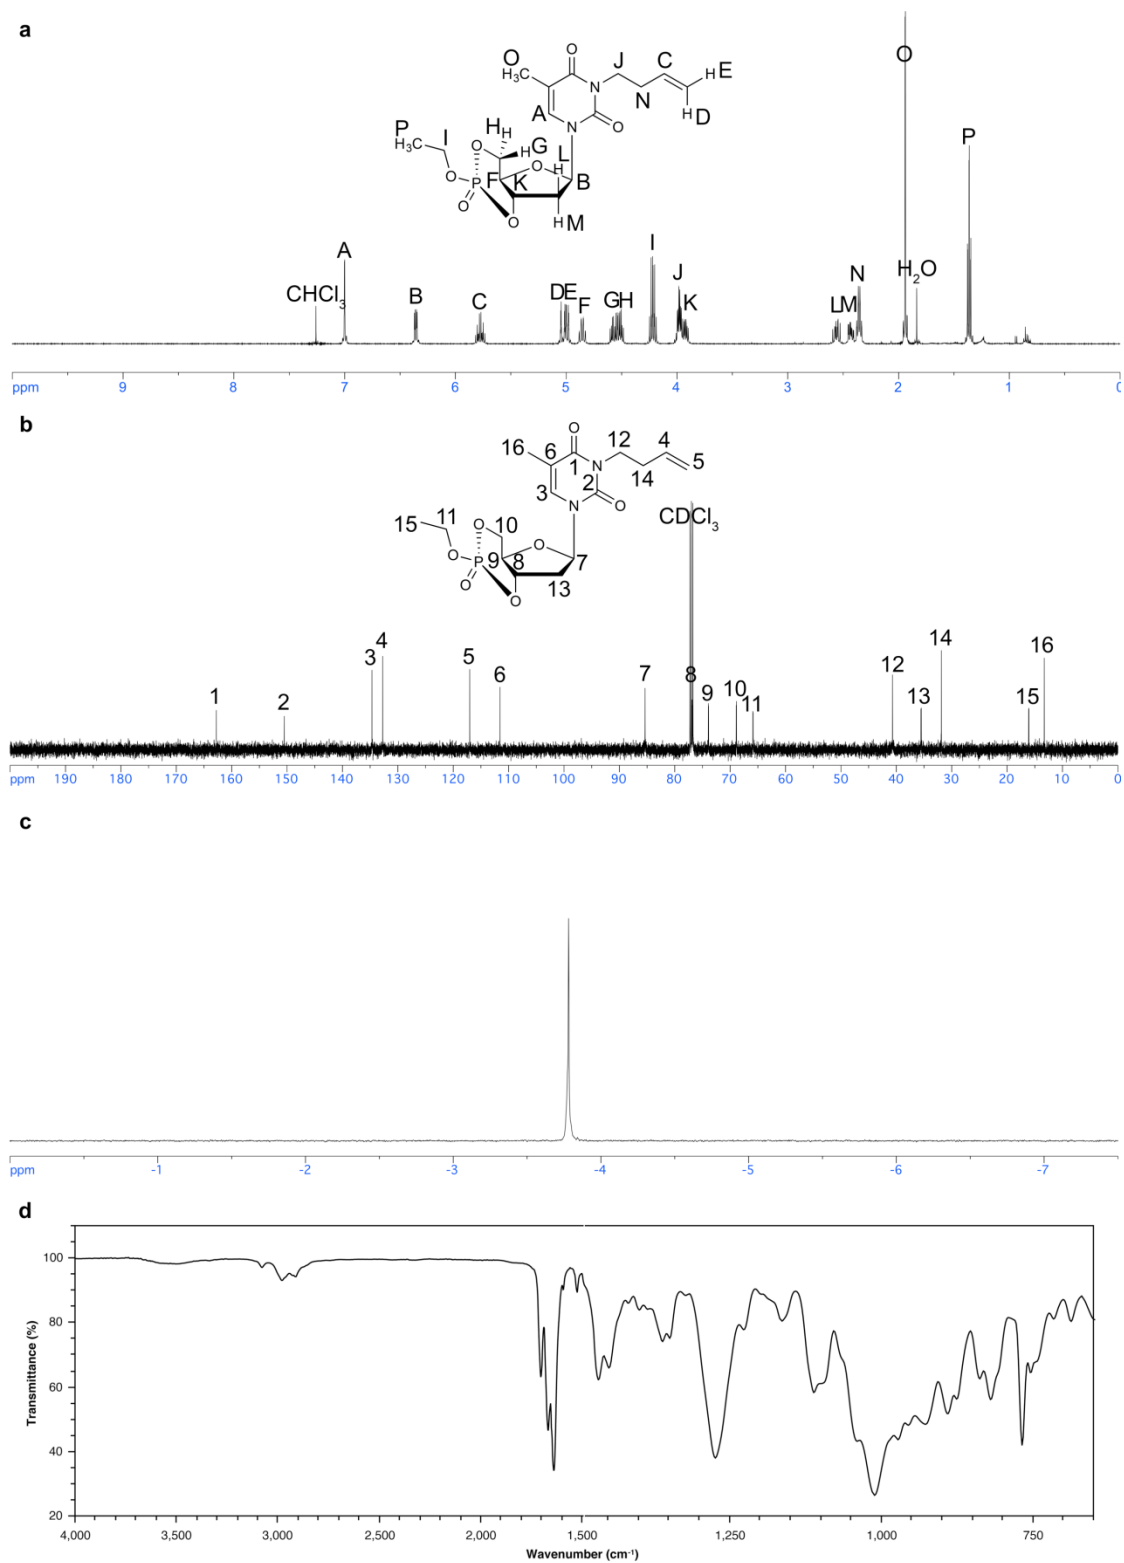 a
O
O
J
C
H₃C
N
H E
N
H
D
A
N
O
P
I
H H
H₃C
O
H G
L
O
H
O
P
F
K
B
O
O
H M
CHCl₃
A
B
C
D E
F
G H
I
J
K
L M
N
O
H₂O
P
ppm 9 8 7 6 5 4 3 2 1 0
b
O
12
4
16
6
1
N
5
14
3
2
N
O
11
15
O
10
O
O
P
9
8
7
O
13
O
CDCl₃
1
2
3
4
5
6
7
8
9
10
11
12
13
14
15
16
ppm 190 180 170 160 150 140 130 120 110 100 90 80 70 60 50 40 30 20 10 0
c
ppm -1 -2 -3 -4 -5 -6 -7
d
Transmittance (%)
100
80
60
40
20
4,000 3,500 3,000 2,500 2,000 1,500 1,250 1,000 750
Wavenumber (cm⁻¹)